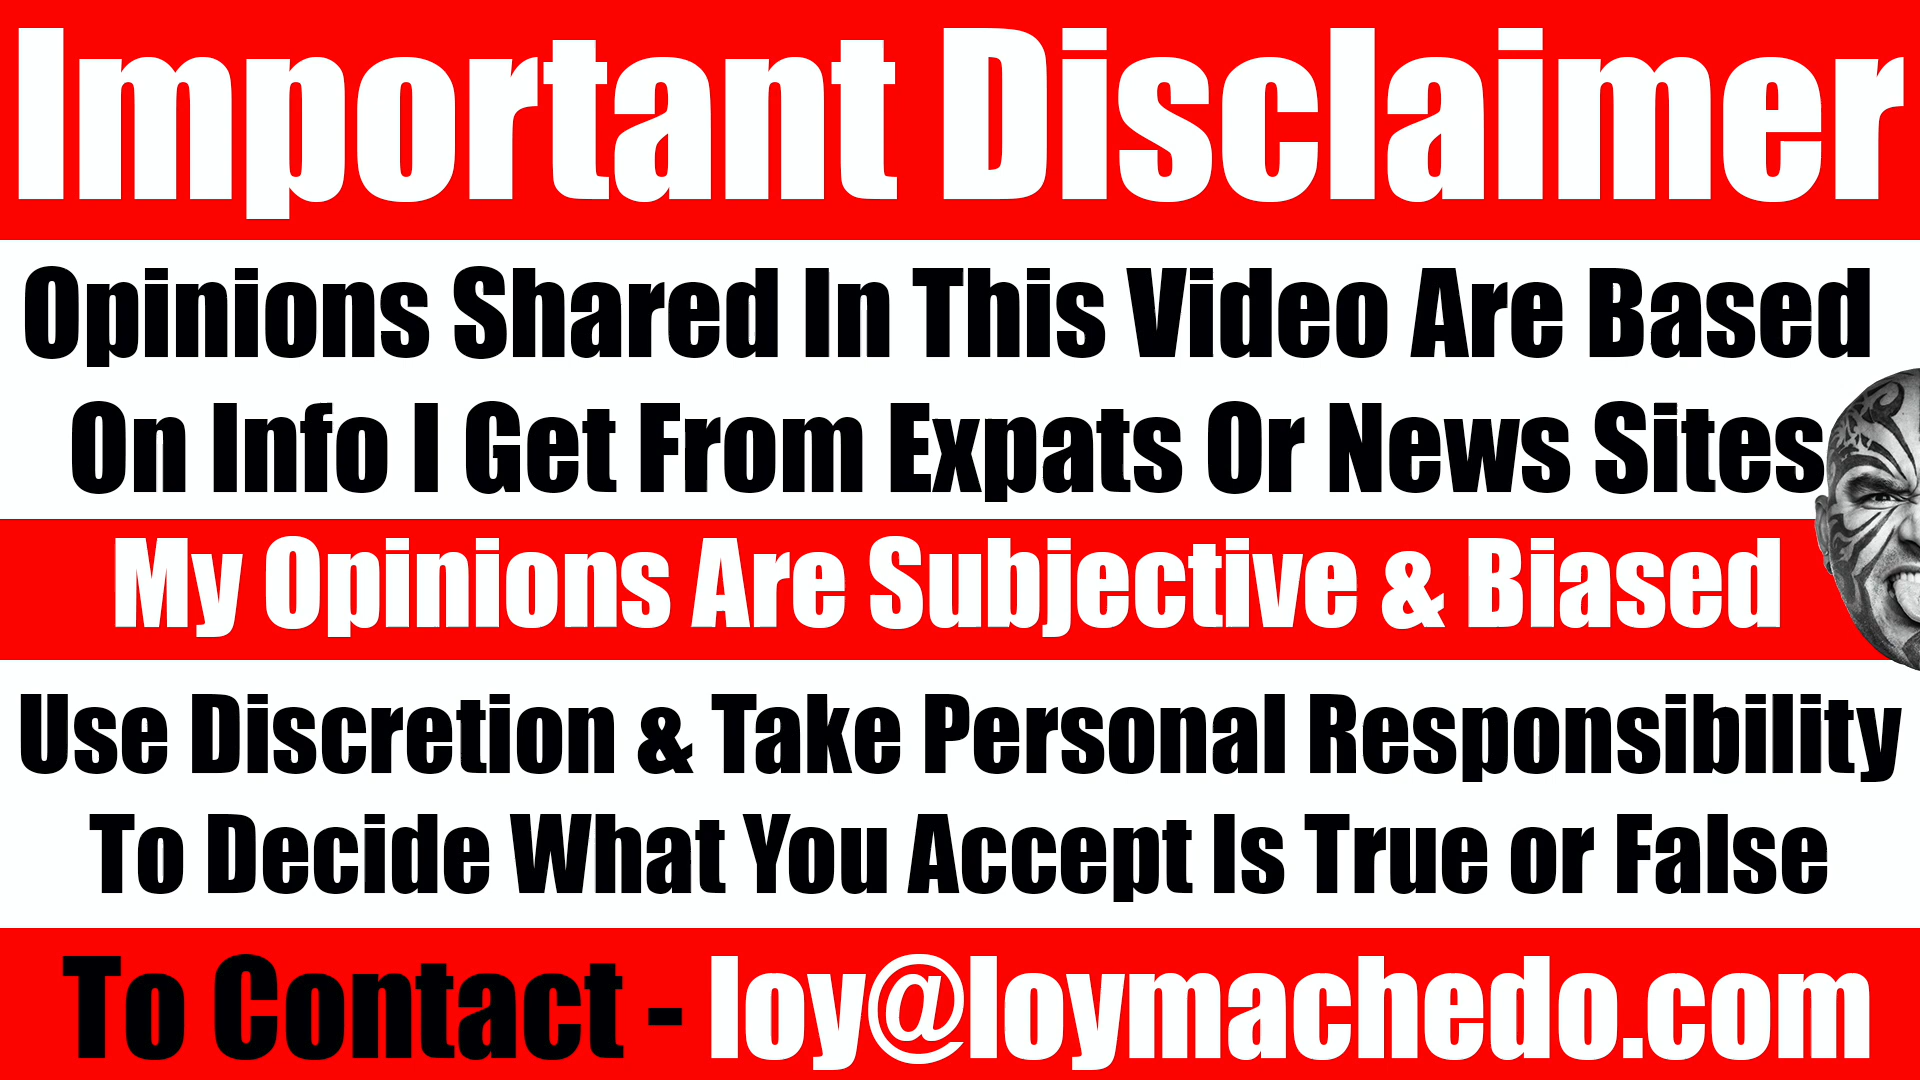 Important Disclaimer
Opinions Shared In This Video Are Based
On Info I Get From Expats Or News Sites
My Opinions Are Subjective & Biased
Use Discretion & Take Personal Responsibility
To Decide What You Accept Is True or False
To Contact - loy@loymachedo.com